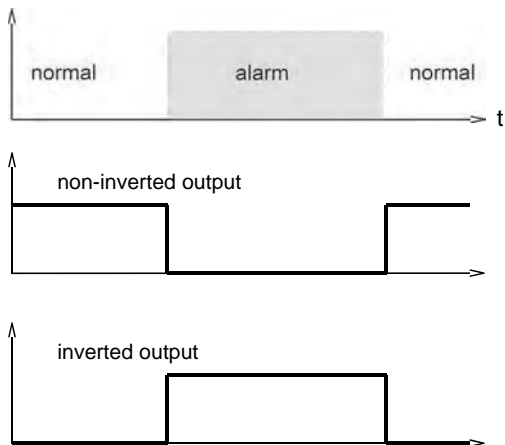 normal alarm normal
t
non-inverted output
inverted output